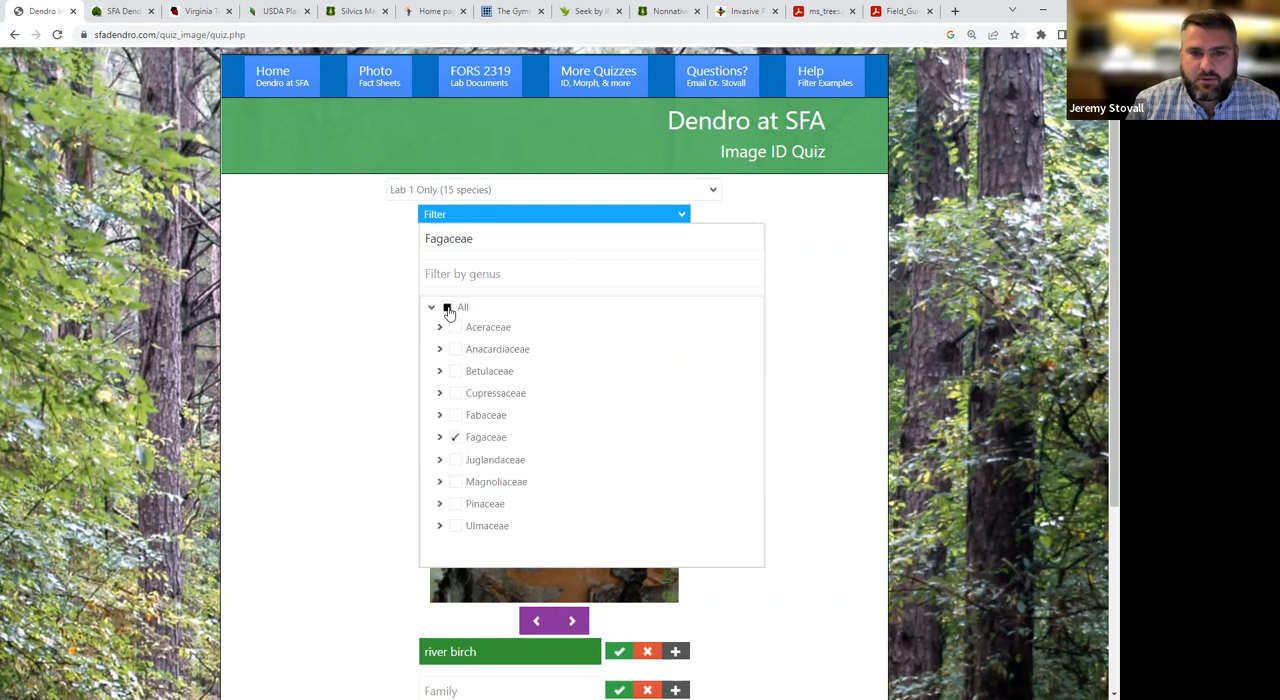 Dendro I
SFA Dend
Virginia T
USDA Pla
Silvics Ma
Home pa
The Gym
Seek by i
Nonnativ
Invasive F
ms_trees.
Field_Gui
sfadendro.com/quiz_image/quiz.php
Home
Dendro at SFA
Photo
Fact Sheets
FORS 2319
Lab Documents
More Quizzes
ID, Morph, & more
Questions?
Email Dr. Stovall
Help
Filter Examples
Jeremy Stovall
Dendro at SFA
Image ID Quiz
Lab 1 Only (15 species)
Filter
Fagaceae
Filter by genus
All
Aceraceae
Anacardiaceae
Betulaceae
Cupressaceae
Fabaceae
Fagaceae
Juglandaceae
Magnoliaceae
Pinaceae
Ulmaceae
river birch
Family